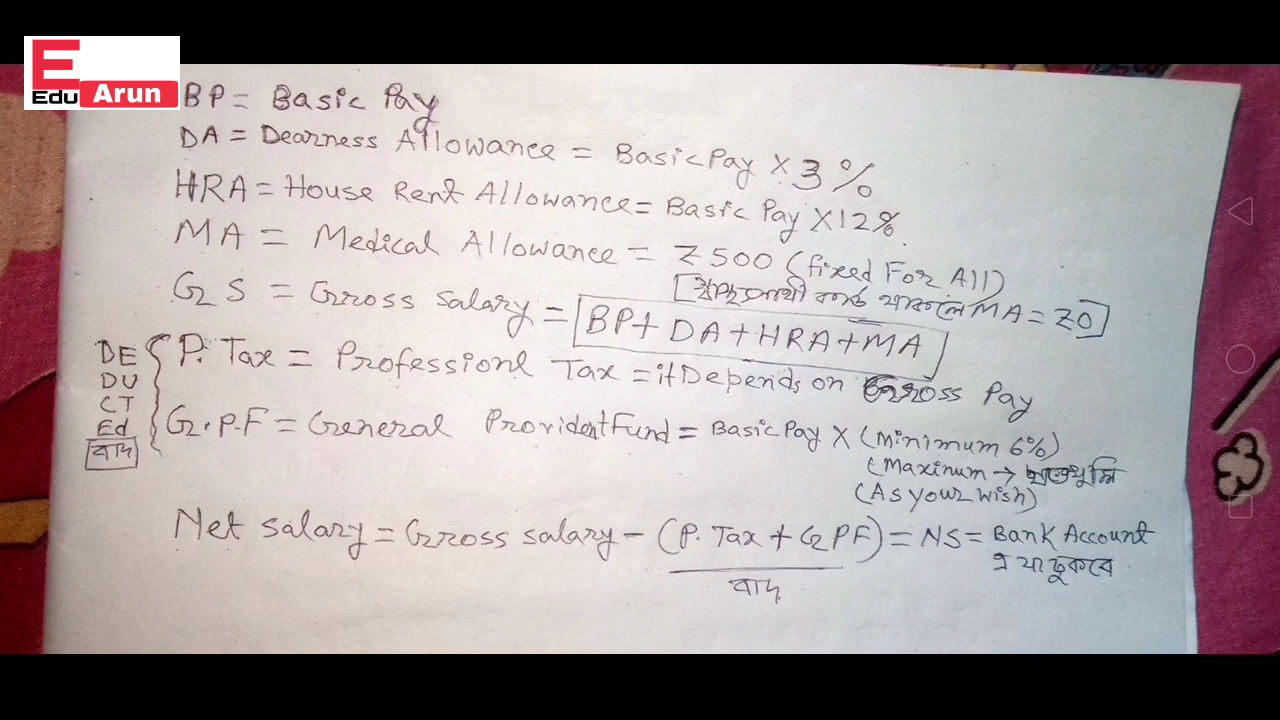 E
Edu Arun
BP = Basic Pay
DA = Dearness Allowance = Basic Pay × 3%
HRA = House Rent Allowance = Basic Pay × 12%.
MA = Medical Allowance = ₹500 (fixed For All)
[স্বাস্থ্যসাথী কার্ড থাকলে MA = ₹0]
GS = Gross salary = BP + DA + HRA + MA
P. Tax = Professionl Tax = it Depends on Gross Pay
G.P.F = General Provident Fund = Basic Pay × (Minimum 6%)
(Maximum → যতখুশি
(As your wish)
DE
DU
CT
Ed
বাদ
Net salary = Gross salary - (P. Tax + GPF) = NS = Bank Account
এ যা ঢুকবে
বাদ